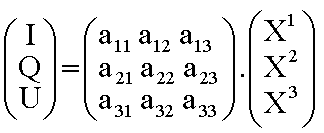 I a₁₁ a₁₂ a₁₃ X¹
Q = a₂₁ a₂₂ a₂₃ . X²
U a₃₁ a₃₂ a₃₃ X³